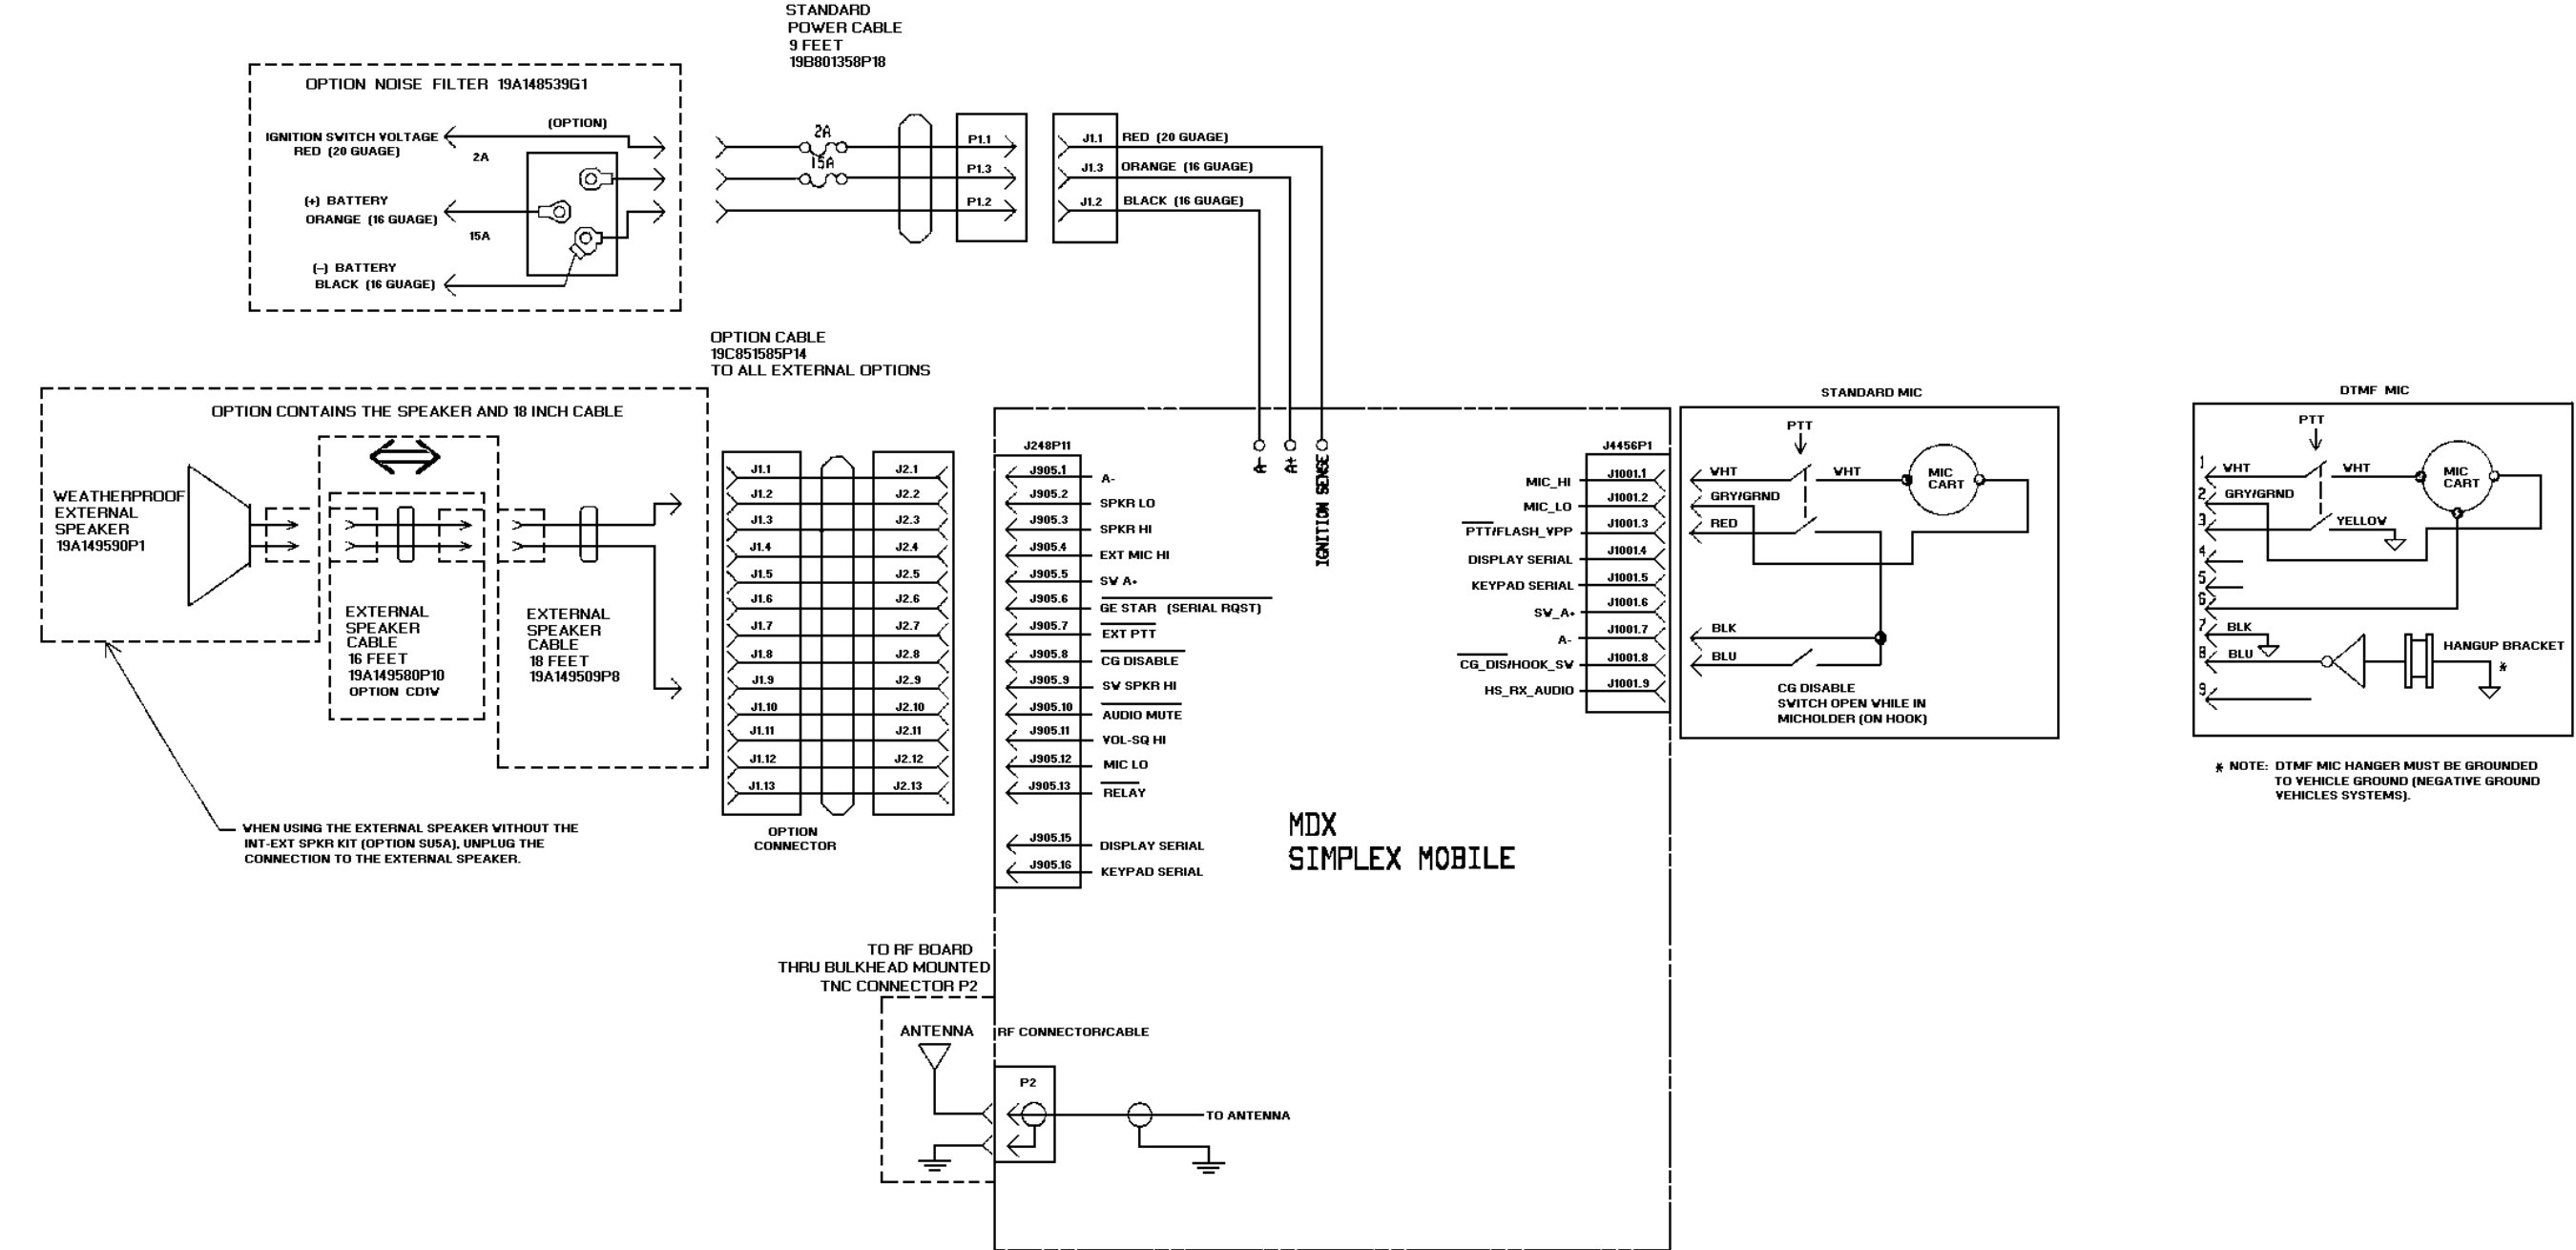 STANDARD
POWER CABLE
9 FEET
19B801358P18
OPTION NOISE FILTER 19A148539G1
(OPTION)
IGNITION SWITCH VOLTAGE
RED (20 GUAGE)
2A
(+) BATTERY
ORANGE (16 GUAGE)
15A
(-) BATTERY
BLACK (16 GUAGE)
2A
15A
P1.1
P1.3
P1.2
J1.1
J1.3
J1.2
RED (20 GUAGE)
ORANGE (16 GUAGE)
BLACK (16 GUAGE)
OPTION CABLE
19C851585P14
TO ALL EXTERNAL OPTIONS
OPTION CONTAINS THE SPEAKER AND 18 INCH CABLE
WEATHERPROOF
EXTERNAL
SPEAKER
19A149590P1
EXTERNAL
SPEAKER
CABLE
16 FEET
19A149580P10
OPTION CD1W
EXTERNAL
SPEAKER
CABLE
18 FEET
19A149509P8
WHEN USING THE EXTERNAL SPEAKER WITHOUT THE
INT-EXT SPKR KIT (OPTION SU5A), UNPLUG THE
CONNECTION TO THE EXTERNAL SPEAKER.
J1.1
J1.2
J1.3
J1.4
J1.5
J1.6
J1.7
J1.8
J1.9
J1.10
J1.11
J1.12
J1.13
J2.1
J2.2
J2.3
J2.4
J2.5
J2.6
J2.7
J2.8
J2.9
J2.10
J2.11
J2.12
J2.13
OPTION
CONNECTOR
J248P11
J905.1 A-
J905.2 SPKR LO
J905.3 SPKR HI
J905.4 EXT MIC HI
J905.5 SW A+
J905.6 GE STAR (SERIAL RQST)
J905.7 EXT PTT
J905.8 CG DISABLE
J905.9 SW SPKR HI
J905.10 AUDIO MUTE
J905.11 VOL-SQ HI
J905.12 MIC LO
J905.13 RELAY
J905.15 DISPLAY SERIAL
J905.16 KEYPAD SERIAL
A-
A+
IGNITION SENSE
MDX
SIMPLEX MOBILE
J4456P1
MIC_HI J1001.1
MIC_LO J1001.2
PTT/FLASH_VPP J1001.3
DISPLAY SERIAL J1001.4
KEYPAD SERIAL J1001.5
SW_A+ J1001.6
A- J1001.7
CG_DIS/HOOK_SW J1001.8
HS_RX_AUDIO J1001.9
STANDARD MIC
PTT
WHT
WHT
MIC
CART
GRY/GRND
RED
BLK
BLU
CG DISABLE
SWITCH OPEN WHILE IN
MICHOLDER (ON HOOK)
DTMF MIC
PTT
1 WHT
WHT
MIC
CART
2 GRY/GRND
3
YELLOW
4
5
6
7 BLK
8 BLU
HANGUP BRACKET
*
9
* NOTE: DTMF MIC HANGER MUST BE GROUNDED
TO VEHICLE GROUND (NEGATIVE GROUND
VEHICLES SYSTEMS).
TO RF BOARD
THRU BULKHEAD MOUNTED
TNC CONNECTOR P2
ANTENNA
RF CONNECTOR/CABLE
P2
TO ANTENNA